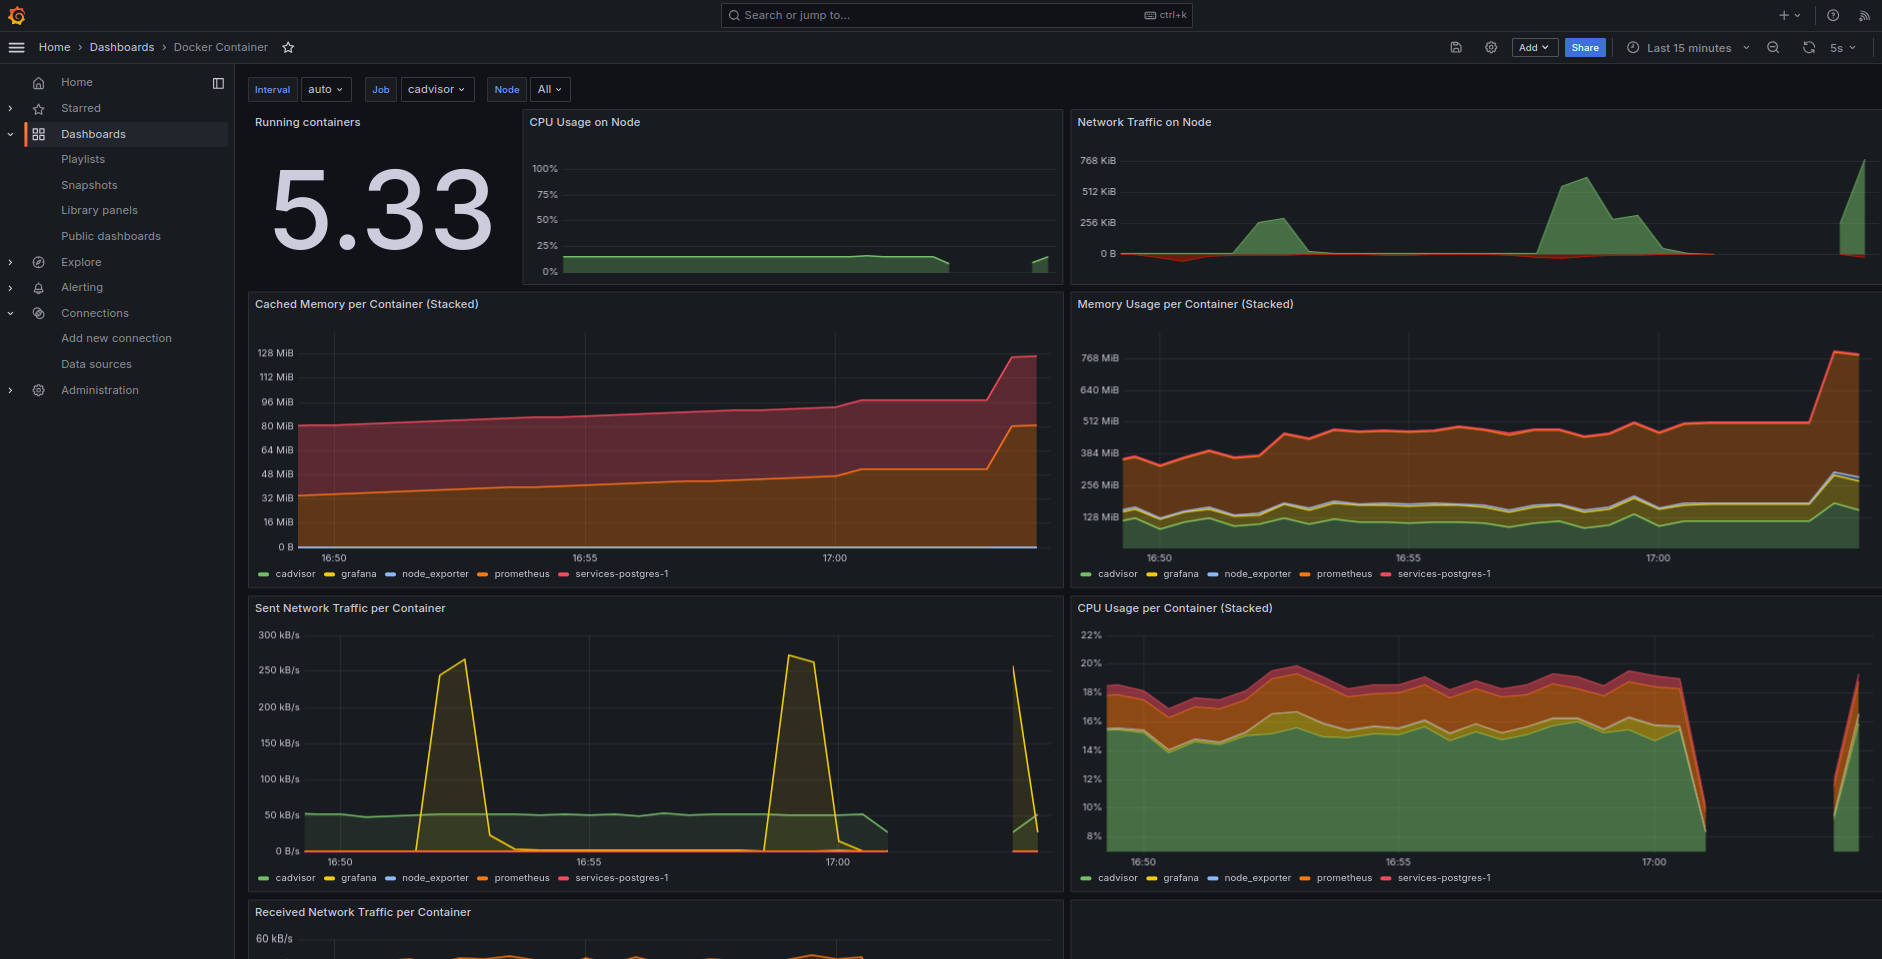 Search or jump to...
ctrl+k
Home › Dashboards › Docker Container
Add
Share
Last 15 minutes
5s
Home
Starred
Dashboards
Playlists
Snapshots
Library panels
Public dashboards
Explore
Alerting
Connections
Add new connection
Data sources
Administration
Interval auto Job cadvisor Node All
Running containers
5.33
CPU Usage on Node
100%
75%
50%
25%
0%
Network Traffic on Node
768 KiB
512 KiB
256 KiB
0 B
Cached Memory per Container (Stacked)
128 MiB
112 MiB
96 MiB
80 MiB
64 MiB
48 MiB
32 MiB
16 MiB
0 B
16:50 16:55 17:00
cadvisor grafana node_exporter prometheus services-postgres-1
Memory Usage per Container (Stacked)
768 MiB
640 MiB
512 MiB
384 MiB
256 MiB
128 MiB
16:50 16:55 17:00
cadvisor grafana node_exporter prometheus services-postgres-1
Sent Network Traffic per Container
300 kB/s
250 kB/s
200 kB/s
150 kB/s
100 kB/s
50 kB/s
0 B/s
16:50 16:55 17:00
cadvisor grafana node_exporter prometheus services-postgres-1
CPU Usage per Container (Stacked)
22%
20%
18%
16%
14%
12%
10%
8%
16:50 16:55 17:00
cadvisor grafana node_exporter prometheus services-postgres-1
Received Network Traffic per Container
60 kB/s